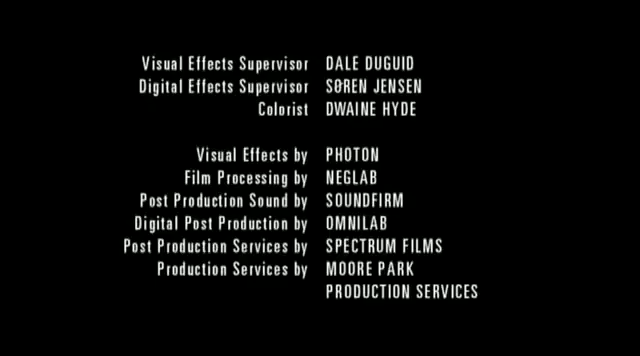 Visual Effects Supervisor DALE DUGUID
Digital Effects Supervisor SØREN JENSEN
Colorist DWAINE HYDE
Visual Effects by PHOTON
Film Processing by NEGLAB
Post Production Sound by SOUNDFIRM
Digital Post Production by OMNILAB
Post Production Services by SPECTRUM FILMS
Production Services by MOORE PARK
PRODUCTION SERVICES